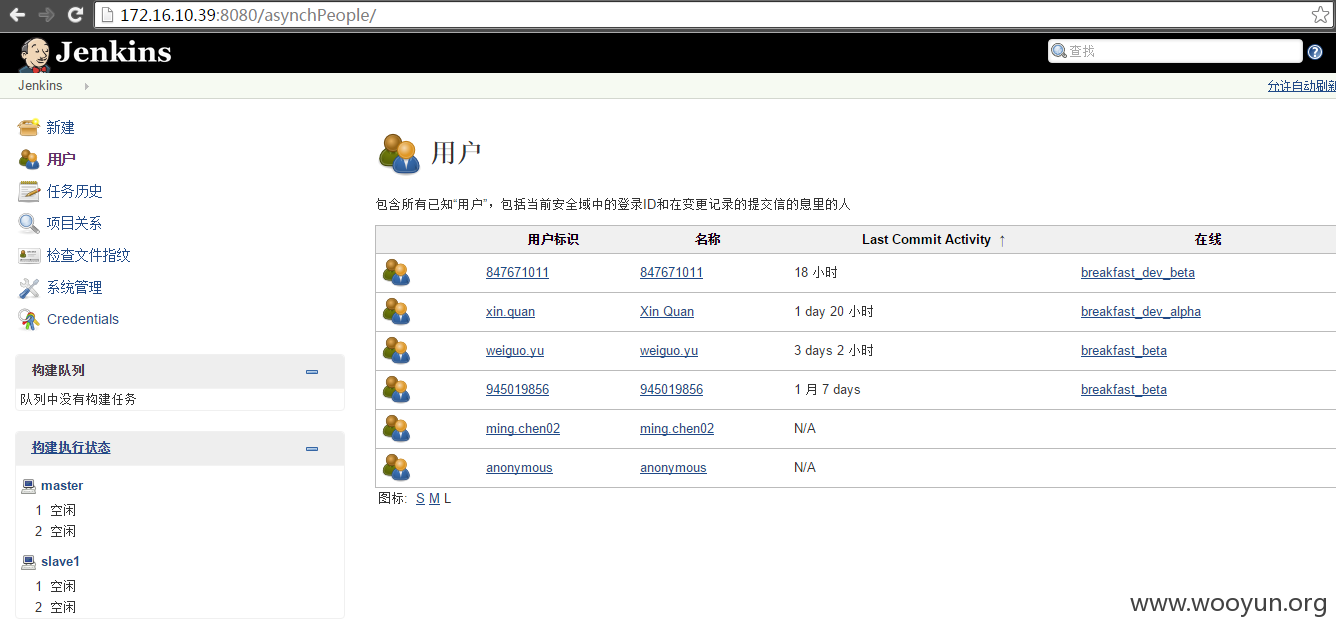 172.16.10.39:8080/asynchPeople/
Jenkins
查找
Jenkins
允许自动刷新
新建
用户
任务历史
项目关系
检查文件指纹
系统管理
Credentials
构建队列
队列中没有构建任务
构建执行状态
master
1 空闲
2 空闲
slave1
1 空闲
2 空闲
用户
包含所有已知“用户”，包括当前安全域中的登录ID和在变更记录的提交信的息里的人
用户标识 名称 Last Commit Activity ↑ 在线
847671011 847671011 18 小时 breakfast_dev_beta
xin.quan Xin Quan 1 day 20 小时 breakfast_dev_alpha
weiguo.yu weiguo.yu 3 days 2 小时 breakfast_beta
945019856 945019856 1 月 7 days breakfast_beta
ming.chen02 ming.chen02 N/A
anonymous anonymous N/A
图标: S M L
www.wooyun.org